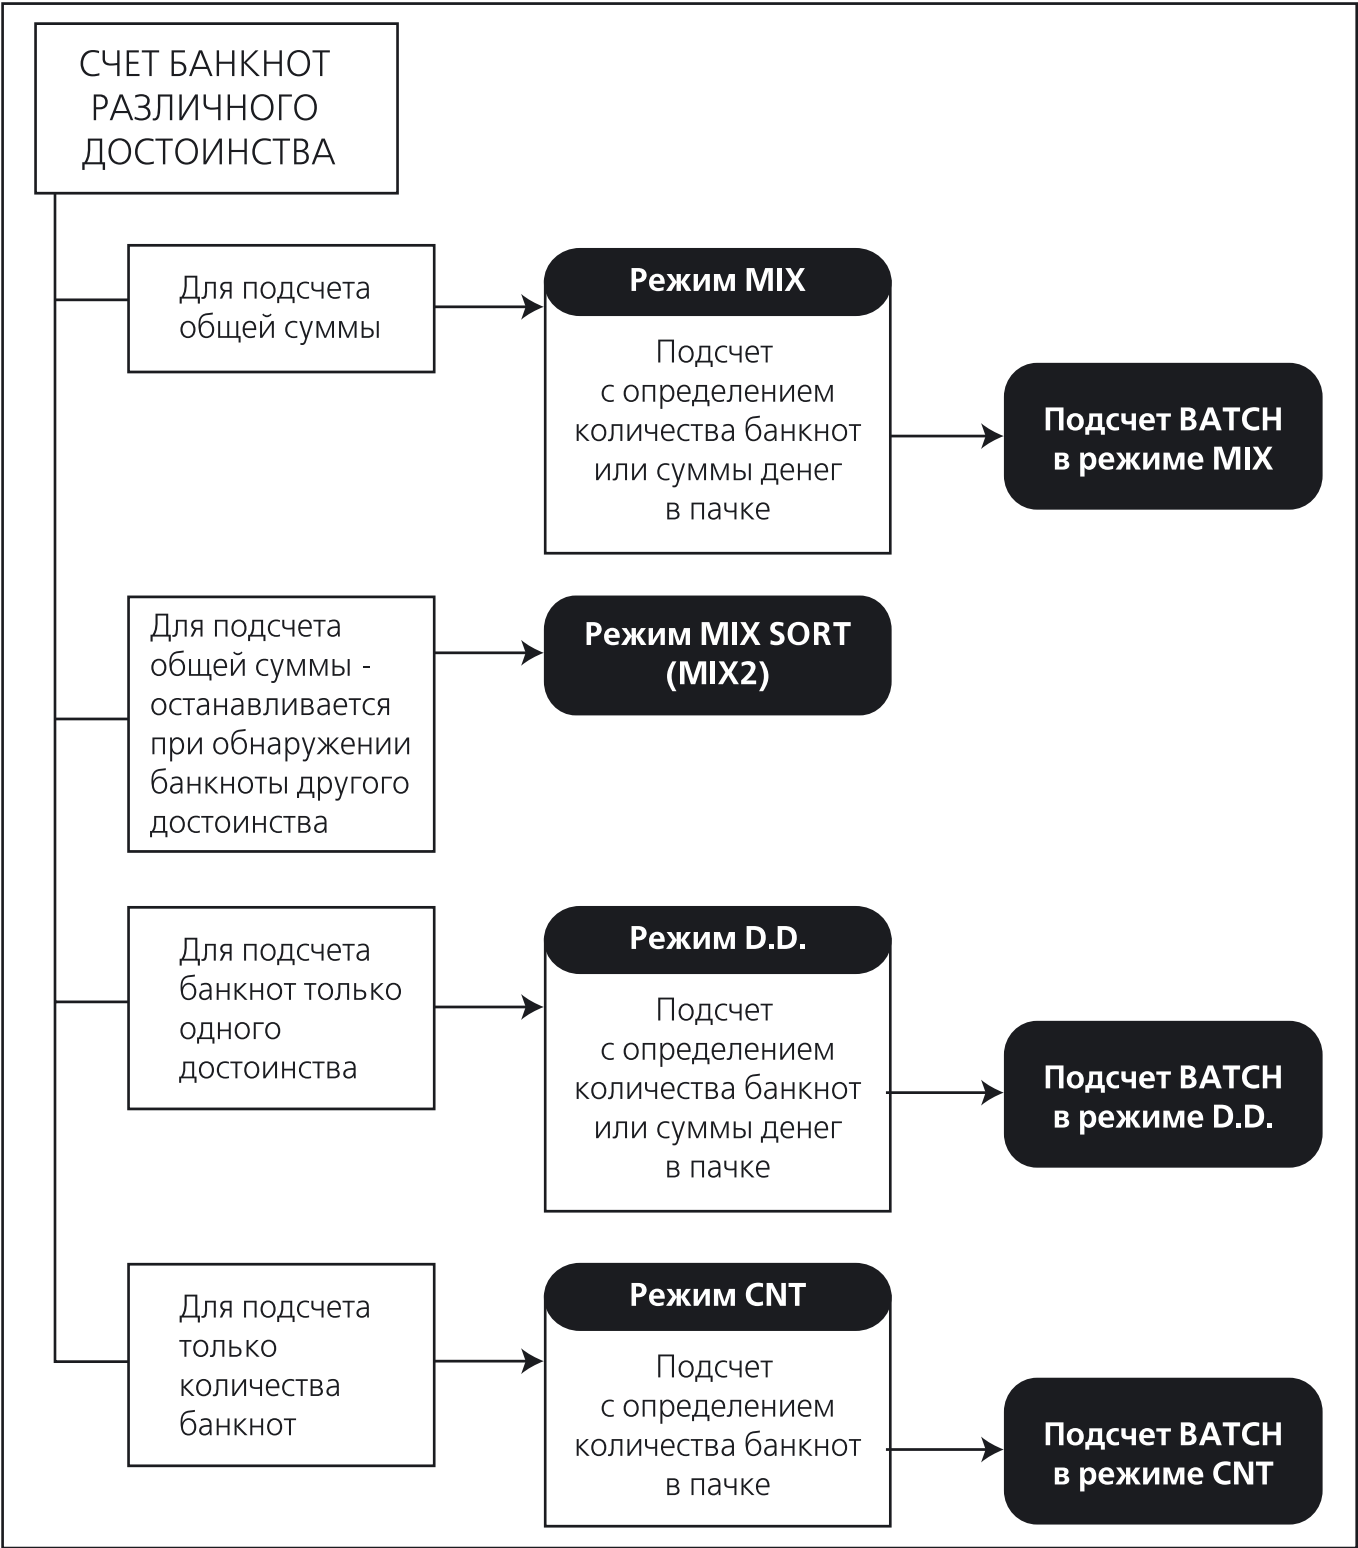 СЧЕТ БАНКНОТ
РАЗЛИЧНОГО
ДОСТОИНСТВА
Для подсчета
общей суммы
Режим MIX
Подсчет
с определением
количества банкнот
или суммы денег
в пачке
Подсчет BATCH
в режиме MIX
Для подсчета
общей суммы -
останавливается
при обнаружении
банкноты другого
достоинства
Режим MIX SORT
(MIX2)
Для подсчета
банкнот только
одного
достоинства
Режим D.D.
Подсчет
с определением
количества банкнот
или суммы денег
в пачке
Подсчет BATCH
в режиме D.D.
Для подсчета
только
количества
банкнот
Режим CNT
Подсчет
с определением
количества банкнот
в пачке
Подсчет BATCH
в режиме CNT